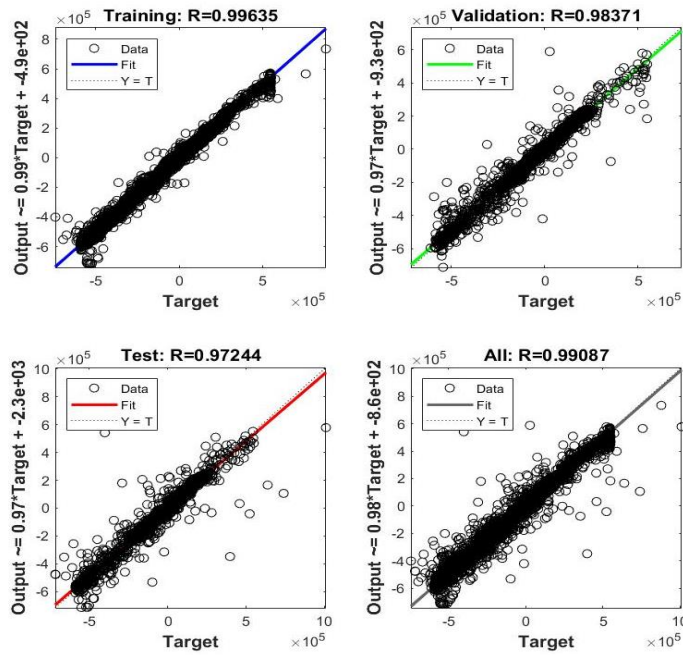 Training: R=0.99635
×10⁵
Output ~= 0.99*Target + -4.9e+02
Data
Fit
Y = T
8
6
4
2
0
-2
-4
-6
-5 0 5
Target
×10⁵
Validation: R=0.98371
×10⁵
Output ~= 0.97*Target + -9.3e+02
Data
Fit
Y = T
6
4
2
0
-2
-4
-6
-5 0 5
Target
×10⁵
Test: R=0.97244
×10⁵
Output ~= 0.97*Target + -2.3e+03
Data
Fit
Y = T
10
8
6
4
2
0
-2
-4
-6
-5 0 5 10
Target
×10⁵
All: R=0.99087
×10⁵
Output ~= 0.98*Target + -8.6e+02
Data
Fit
Y = T
10
8
6
4
2
0
-2
-4
-6
-5 0 5 10
Target
×10⁵